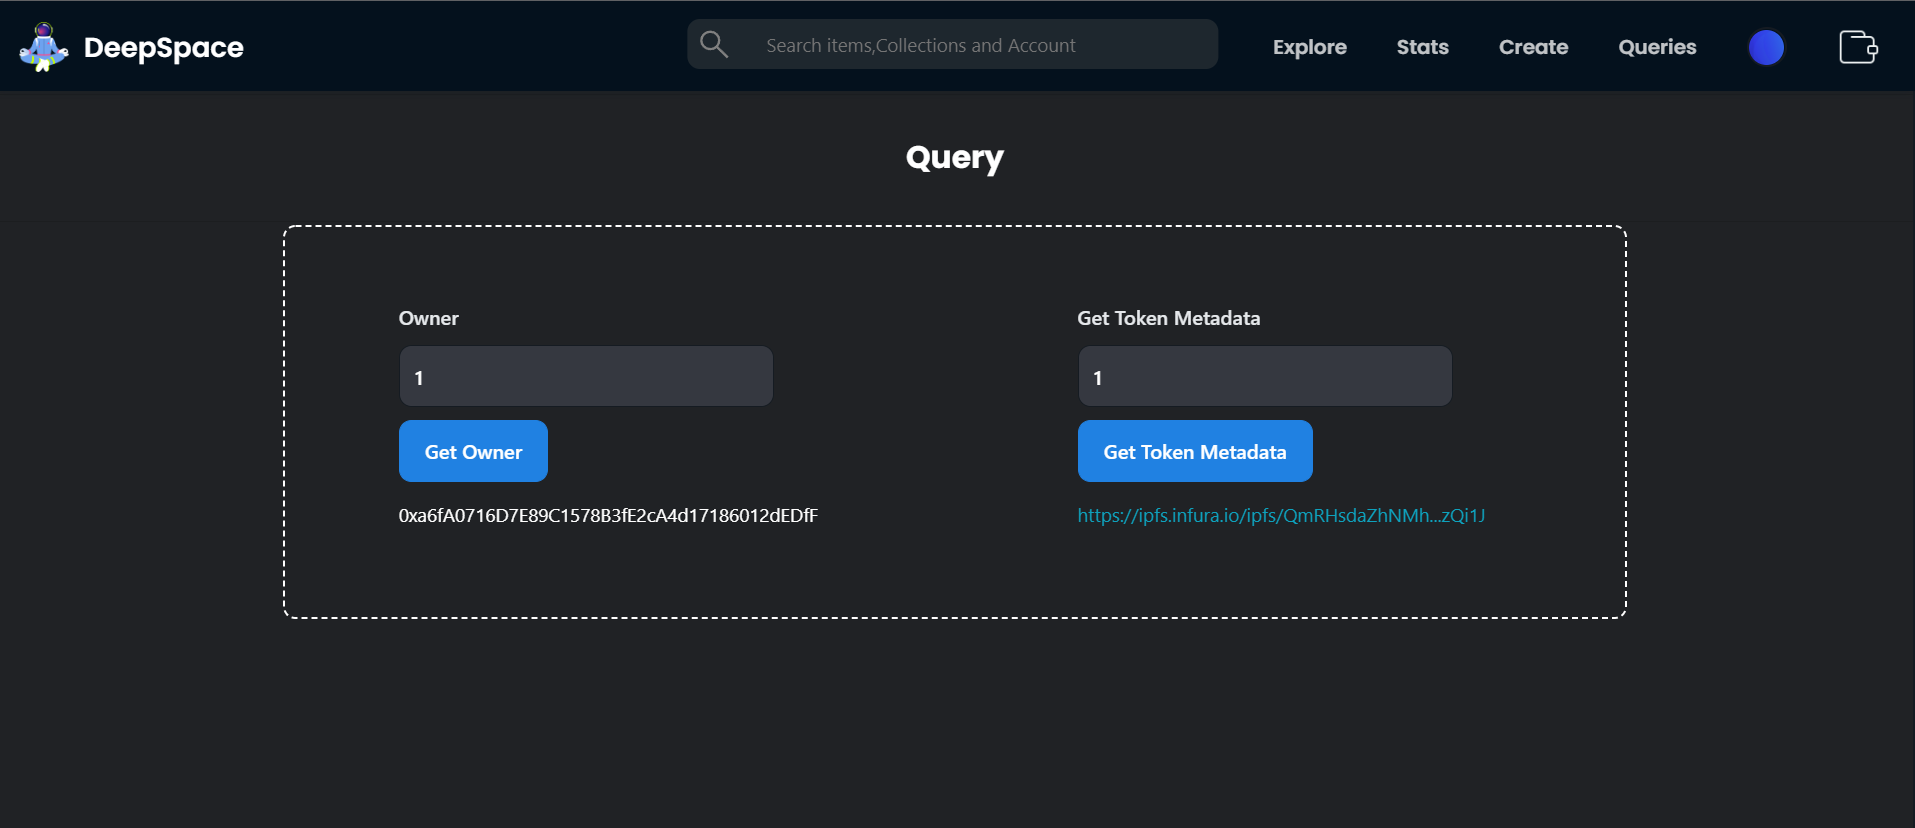 DeepSpace
Search items,Collections and Account
Explore
Stats
Create
Queries
Query
Owner
1
Get Owner
0xa6fA0716D7E89C1578B3fE2cA4d17186012dEDfF
Get Token Metadata
1
Get Token Metadata
https://ipfs.infura.io/ipfs/QmRHsdaZhNMh...zQi1J